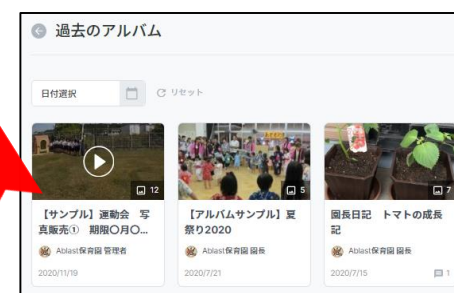 過去のアルバム
日付選択
リセット
12
5
7
【サンプル】運動会 写
真販売① 期限〇月〇...
【アルバムサンプル】夏
祭り2020
園長日記 トマトの成長
記
Ablast保育園 管理者
Ablast保育園 園長
Ablast保育園 園長
2020/11/19
2020/7/21
2020/7/15
1